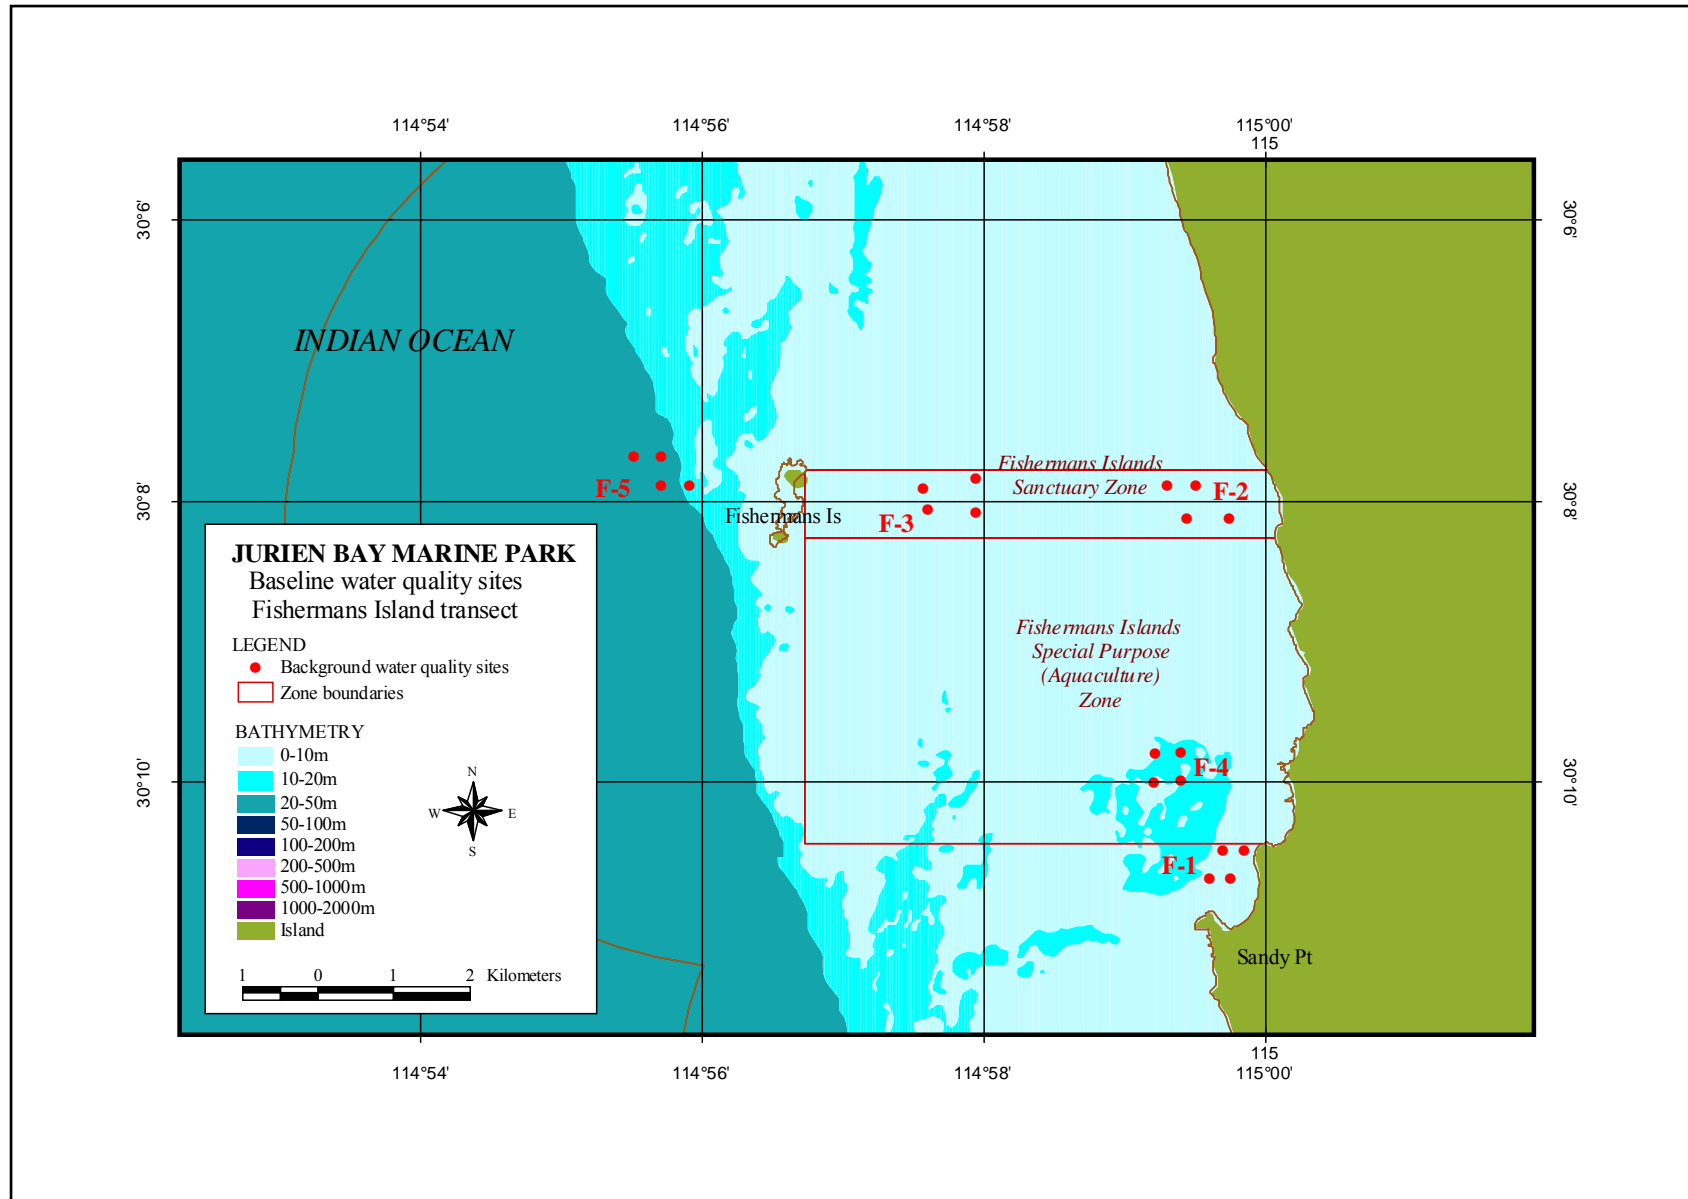 114°54'
114°56'
114°58'
115°00'
115
30°6'
30°6'
INDIAN OCEAN
Fishermans Islands
Sanctuary Zone
F-5
F-2
30°8'
30°8'
Fishermans Is
F-3
JURIEN BAY MARINE PARK
Baseline water quality sites
Fishermans Island transect
LEGEND
Background water quality sites
Zone boundaries
BATHYMETRY
0-10m
10-20m
20-50m
50-100m
100-200m
200-500m
500-1000m
1000-2000m
Island
N
W
E
S
1 0 1 2 Kilometers
Fishermans Islands
Special Purpose
(Aquaculture)
Zone
F-4
30°10'
30°10'
F-1
Sandy Pt
114°54'
114°56'
114°58'
115
115°00'